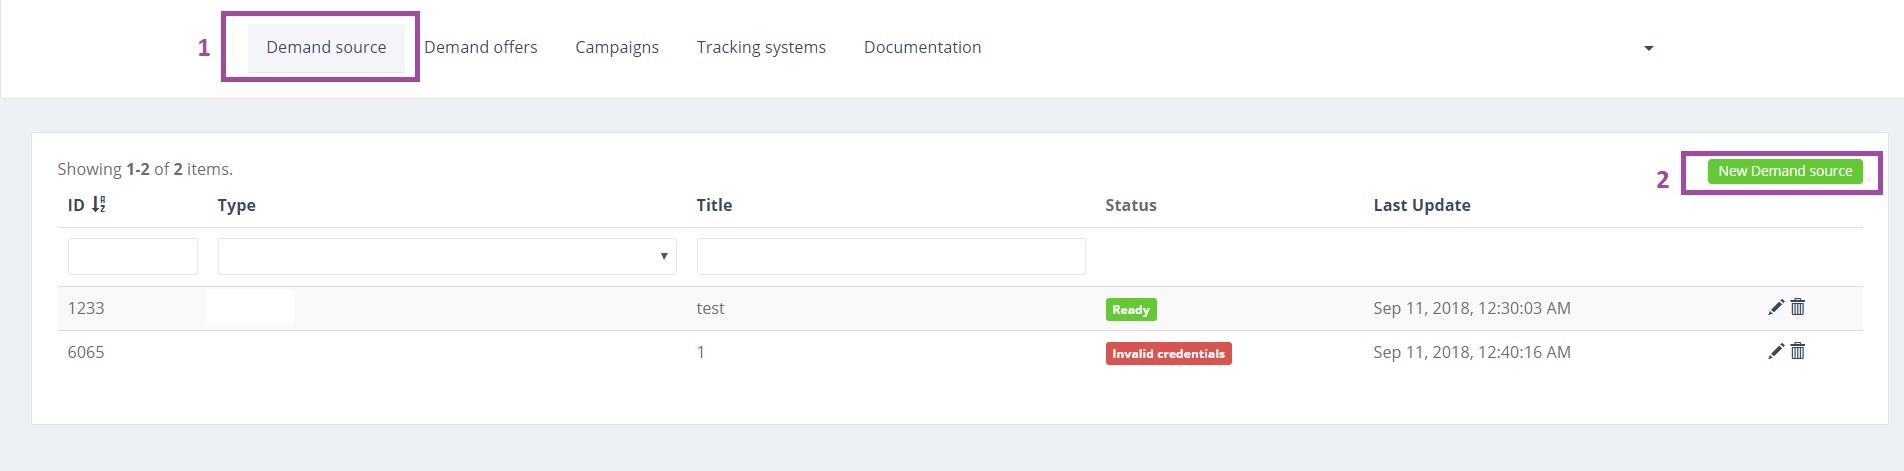 1 Demand source Demand offers Campaigns Tracking systems Documentation
Showing 1-2 of 2 items.
2 New Demand source
ID Type Title Status Last Update
1233 test Ready Sep 11, 2018, 12:30:03 AM
6065 1 Invalid credentials Sep 11, 2018, 12:40:16 AM